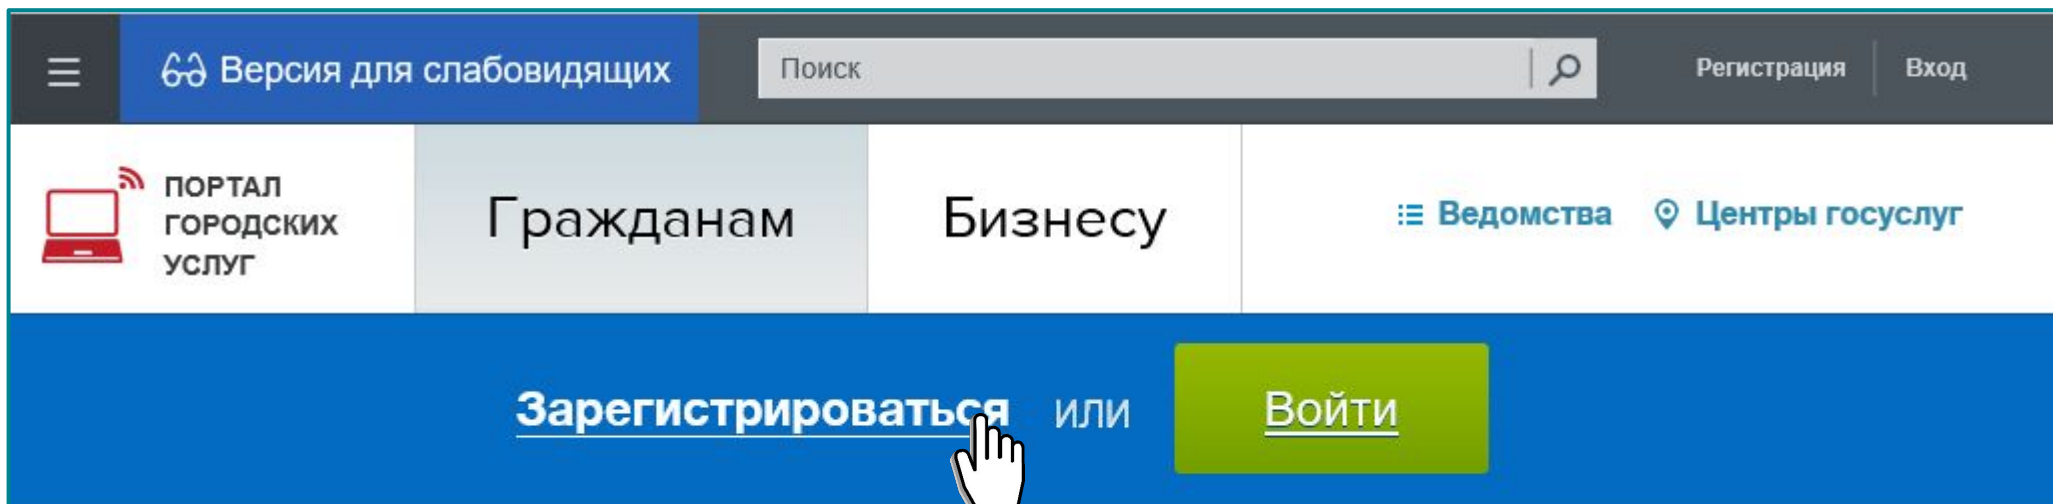 Версия для слабовидящих
Поиск
Регистрация
Вход
ПОРТАЛ
ГОРОДСКИХ
УСЛУГ
Гражданам
Бизнесу
Ведомства
Центры госуслуг
Зарегистрироваться или Войти